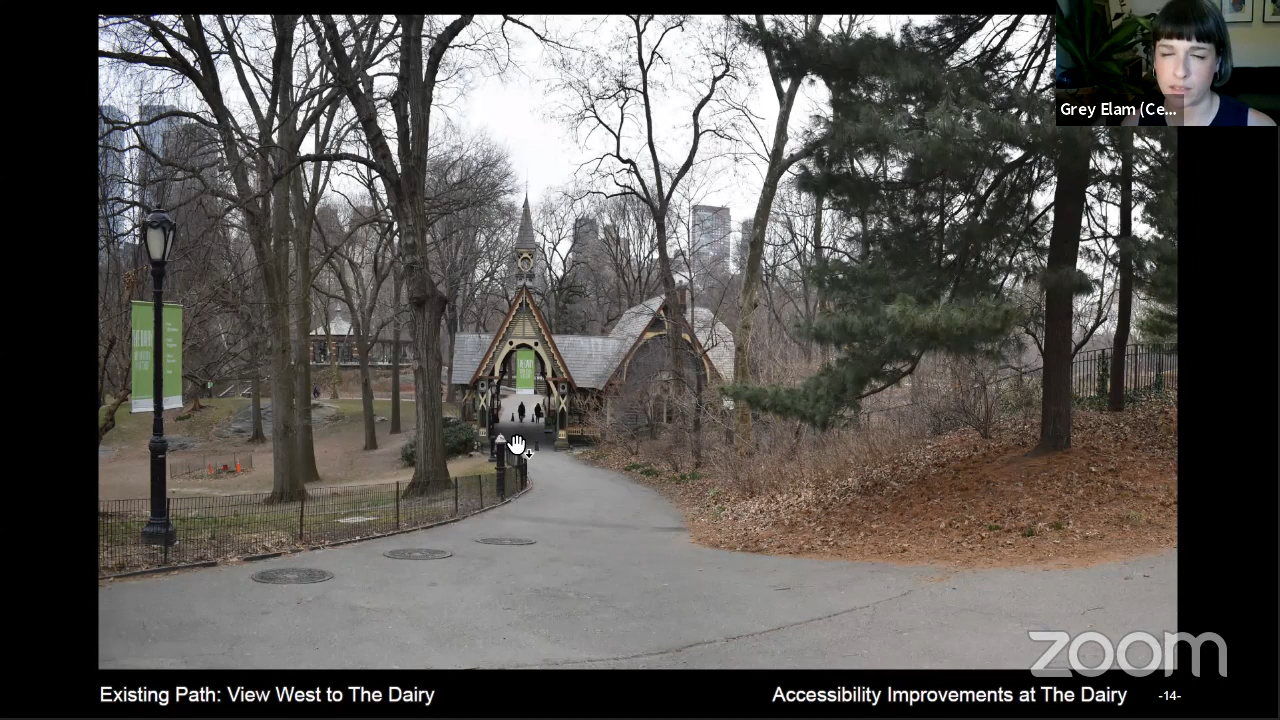 Grey Elam (Ce...
zoom
Existing Path: View West to The Dairy
Accessibility Improvements at The Dairy
-14-